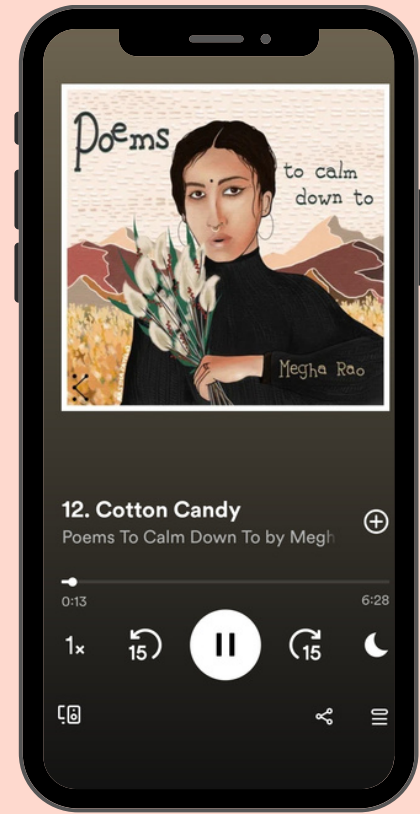 Poems
to calm
down to
Megha Rao
12. Cotton Candy
Poems To Calm Down To by Megh
0:13 6:28
1x 15 15